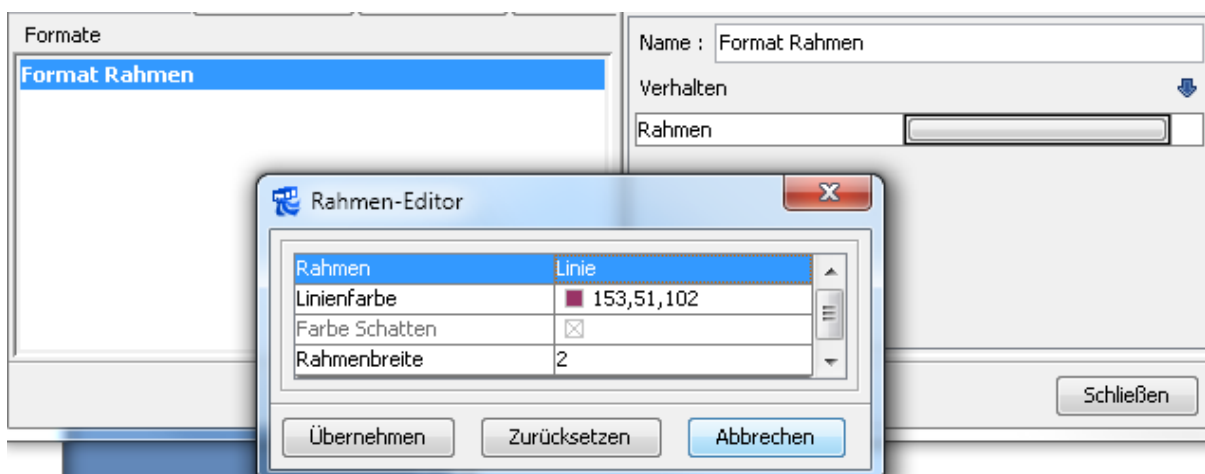 Formate
Format Rahmen
Name : Format Rahmen
Verhalten
Rahmen
Rahmen-Editor
Rahmen Linie
Linienfarbe 153,51,102
Farbe Schatten
Rahmenbreite 2
Übernehmen Zurücksetzen Abbrechen
Schließen